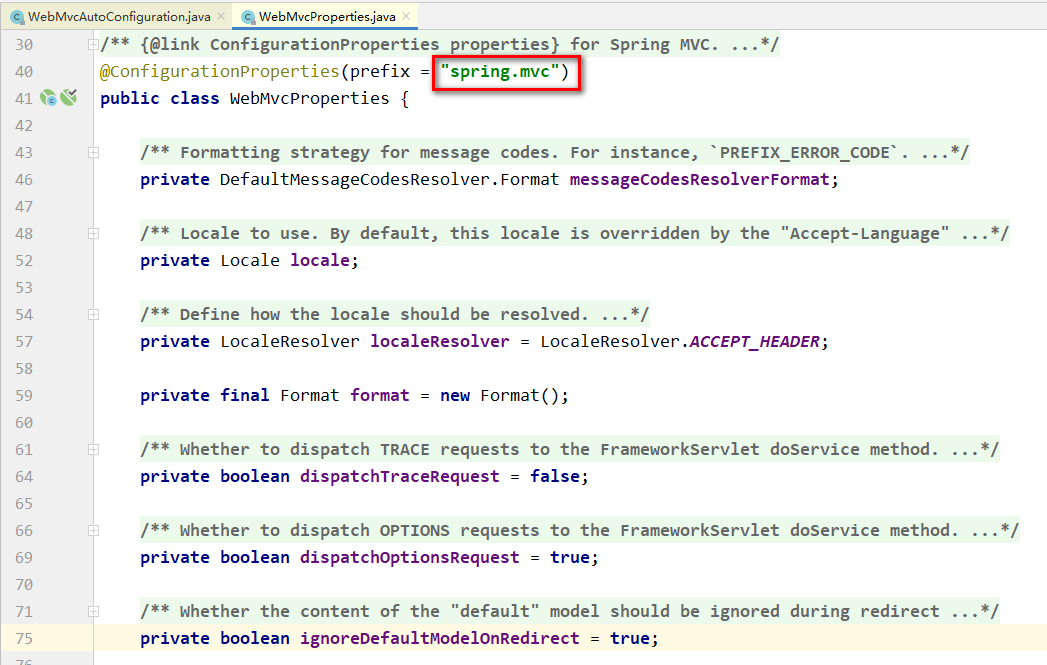 WebMvcAutoConfiguration.java × WebMvcProperties.java ×
30 /** {@link ConfigurationProperties properties} for Spring MVC. ...*/
40 @ConfigurationProperties(prefix = "spring.mvc")
41 public class WebMvcProperties {
42
43 /** Formatting strategy for message codes. For instance, `PREFIX_ERROR_CODE`. ...*/
46 private DefaultMessageCodesResolver.Format messageCodesResolverFormat;
47
48 /** Locale to use. By default, this locale is overridden by the "Accept-Language" ...*/
52 private Locale locale;
53
54 /** Define how the locale should be resolved. ...*/
57 private LocaleResolver localeResolver = LocaleResolver.ACCEPT_HEADER;
58
59 private final Format format = new Format();
60
61 /** Whether to dispatch TRACE requests to the FrameworkServlet doService method. ...*/
64 private boolean dispatchTraceRequest = false;
65
66 /** Whether to dispatch OPTIONS requests to the FrameworkServlet doService method. ...*/
69 private boolean dispatchOptionsRequest = true;
70
71 /** Whether the content of the "default" model should be ignored during redirect ...*/
75 private boolean ignoreDefaultModelOnRedirect = true;
76